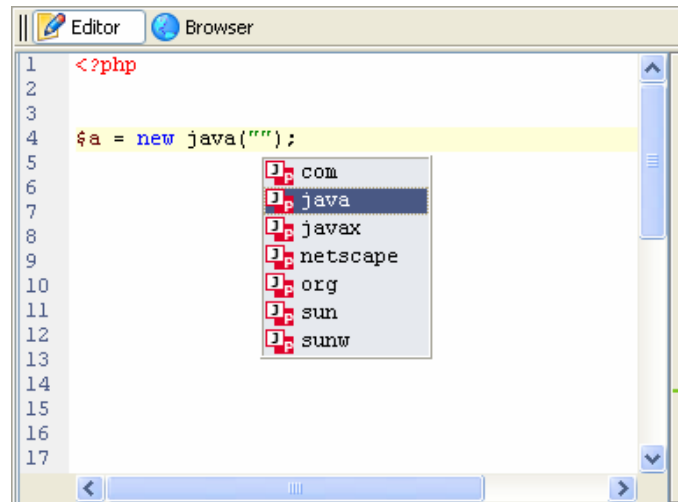 Editor Browser
1 <?php
2
3
4 $a = new java("");
5
6
7
8
9
10
11
12
13
14
15
16
17
com
java
javax
netscape
org
sun
sunw